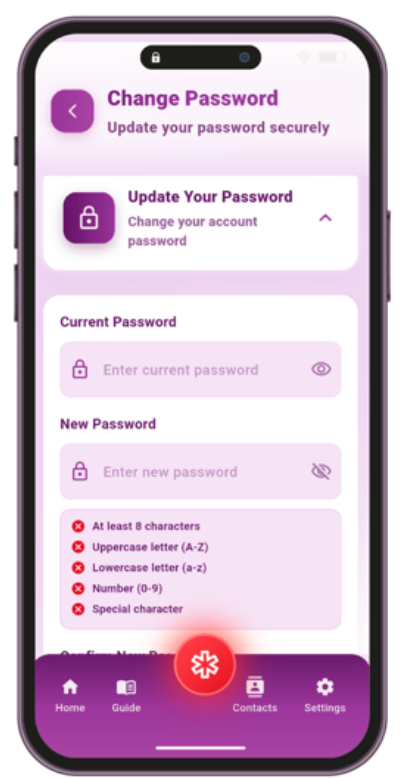 Change Password
Update your password securely
Update Your Password
Change your account
password
Current Password
Enter current password
New Password
Enter new password
At least 8 characters
Uppercase letter (A-Z)
Lowercase letter (a-z)
Number (0-9)
Special character
Confirm New
Home
Guide
Contacts
Settings